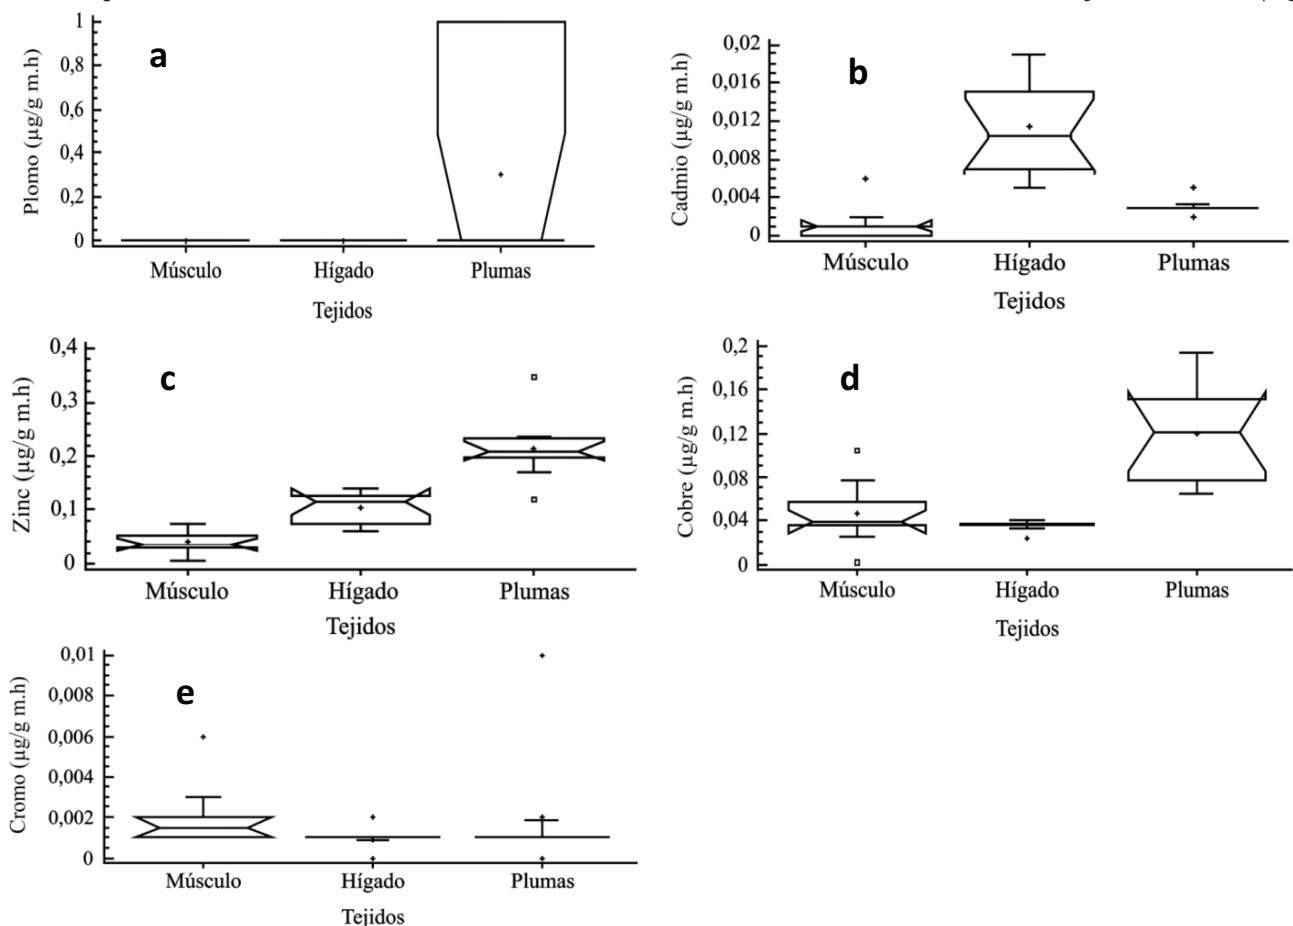 a
Plomo (µg/g m.h)
1
0,8
0,6
0,4
0,2
0
Músculo Hígado Plumas
Tejidos
b
Cadmio (µg/g m.h)
0,02
0,016
0,012
0,008
0,004
0
Músculo Hígado Plumas
Tejidos
c
Zinc (µg/g m.h)
0,4
0,3
0,2
0,1
0
Músculo Hígado Plumas
Tejidos
d
Cobre (µg/g m.h)
0,2
0,16
0,12
0,08
0,04
0
Músculo Hígado Plumas
Tejidos
e
Cromo (µg/g m.h)
0,01
0,008
0,006
0,004
0,002
0
Músculo Hígado Plumas
Tejidos